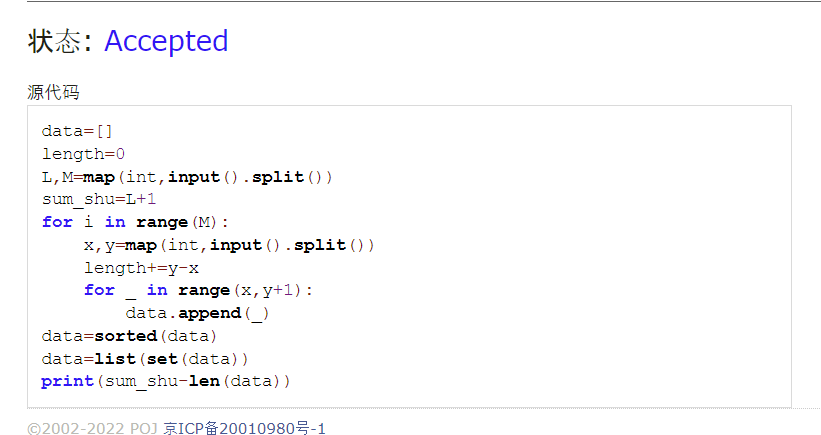 状态: Accepted
源代码
data=[]
length=0
L,M=map(int,input().split())
sum_shu=L+1
for i in range(M):
    x,y=map(int,input().split())
    length+=y-x
    for _ in range(x,y+1):
        data.append(_)
data=sorted(data)
data=list(set(data))
print(sum_shu-len(data))
©2002-2022 POJ 京ICP备20010980号-1